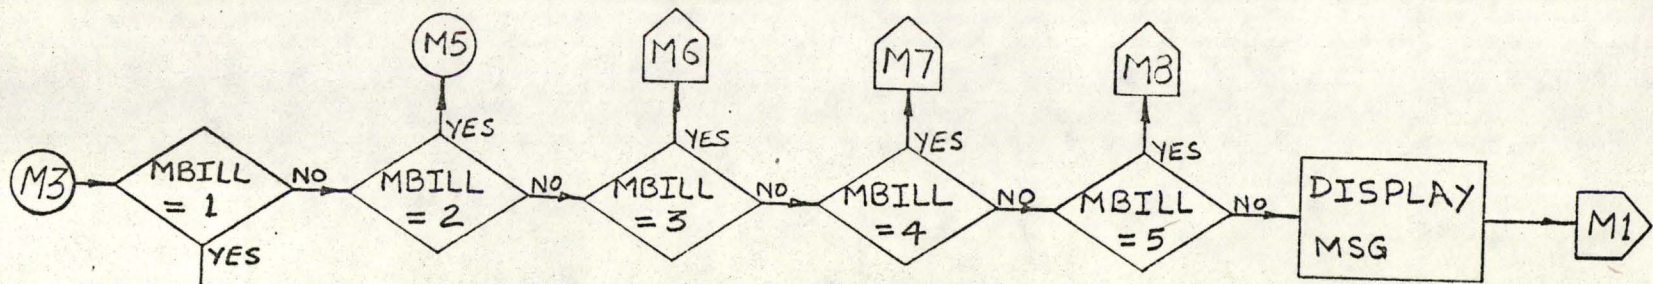 M5
M6
M7
M8
YES
YES
YES
YES
M3
MBILL
= 1
NO
MBILL
= 2
NO
MBILL
= 3
NO
MBILL
= 4
NO
MBILL
= 5
NO
DISPLAY
MSG
M1
YES